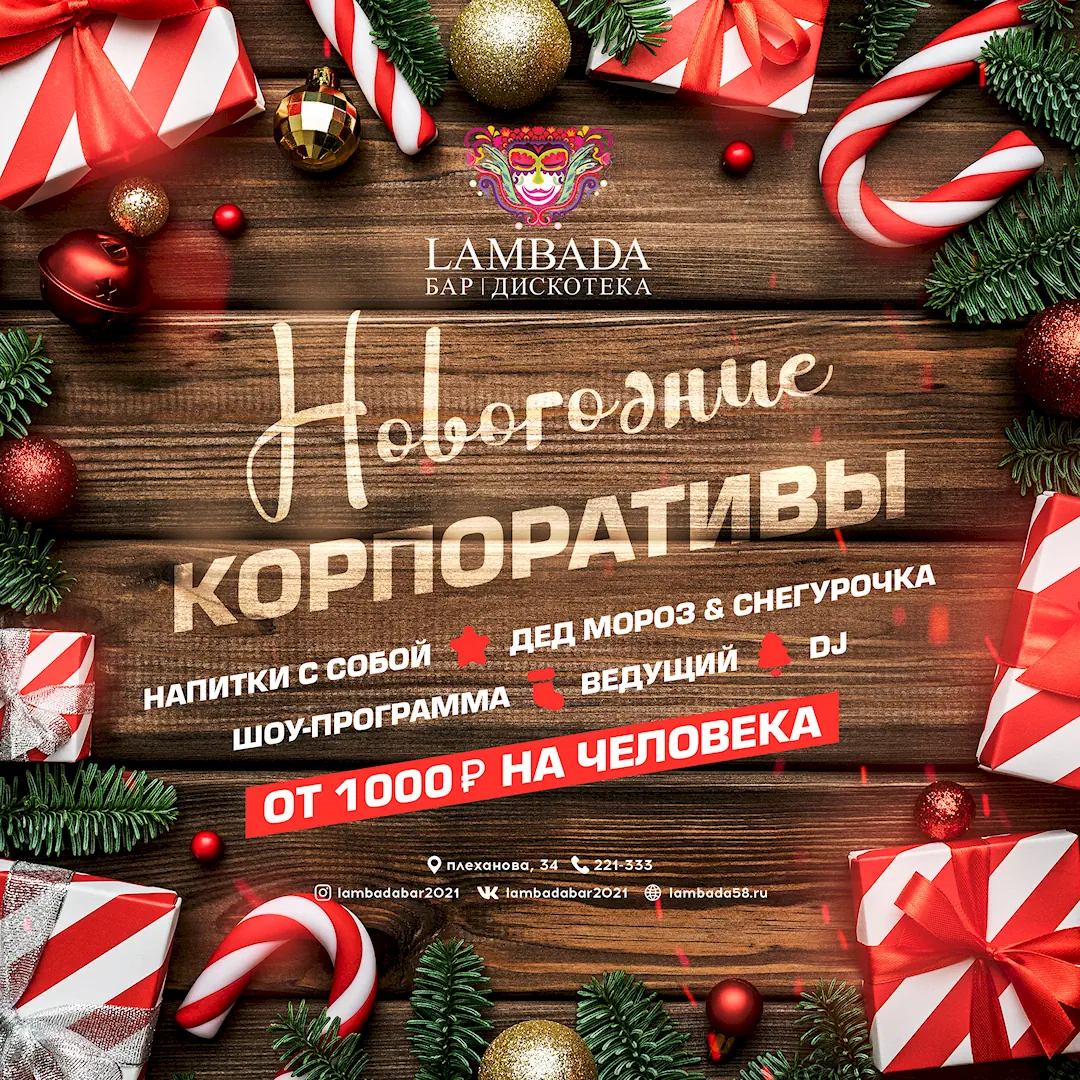 LAMBADA
БАР | ДИСКОТЕКА
Новогодние
КОРПОРАТИВЫ
НАПИТКИ С СОБОЙ ДЕД МОРОЗ & СНЕГУРОЧКА
ШОУ-ПРОГРАММА ВЕДУЩИЙ DJ
ОТ 1000 ₽ НА ЧЕЛОВЕКА
плеханова, 34 221-333
lambadabar2021 lambadabar2021 lambada58.ru